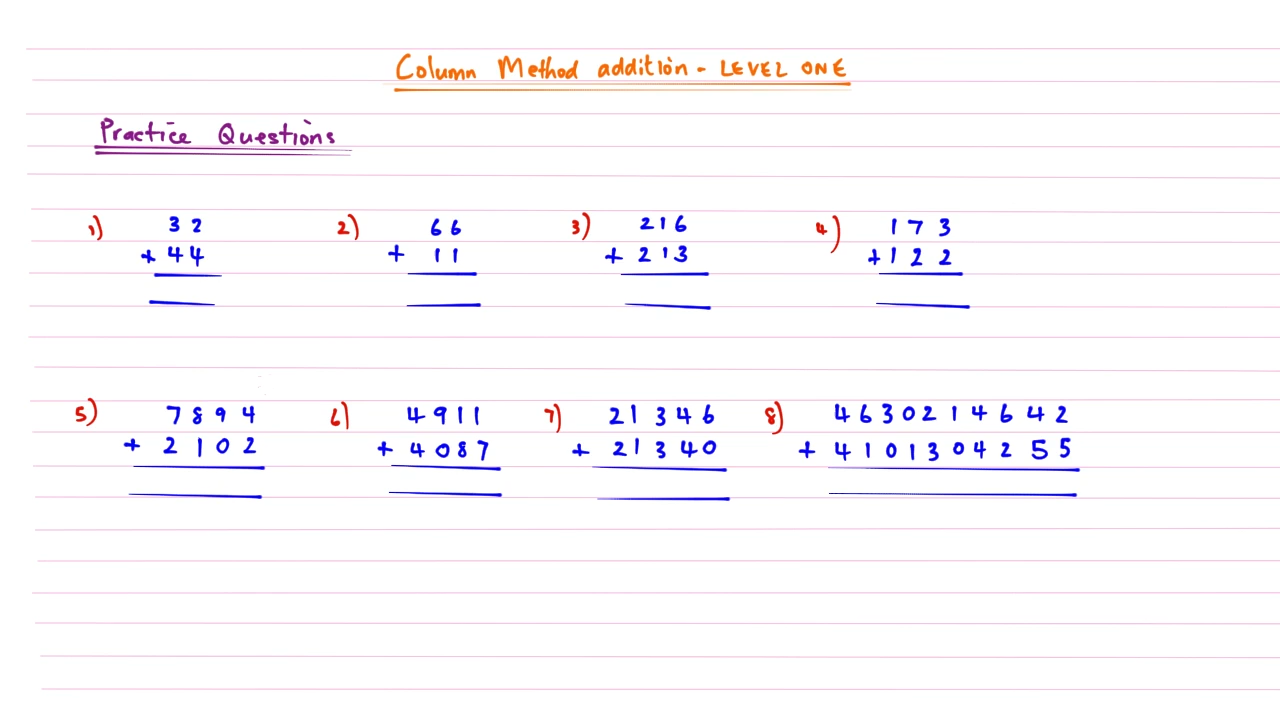 Column Method addition - LEVEL ONE
Practice Questions
1) 32 2) 66 3) 216 4) 173
+ 44 + 11 + 213 + 122
5) 7894 6) 4911 7) 21346 8) 4630214642
+ 2102 + 4087 + 21340 + 4101304255